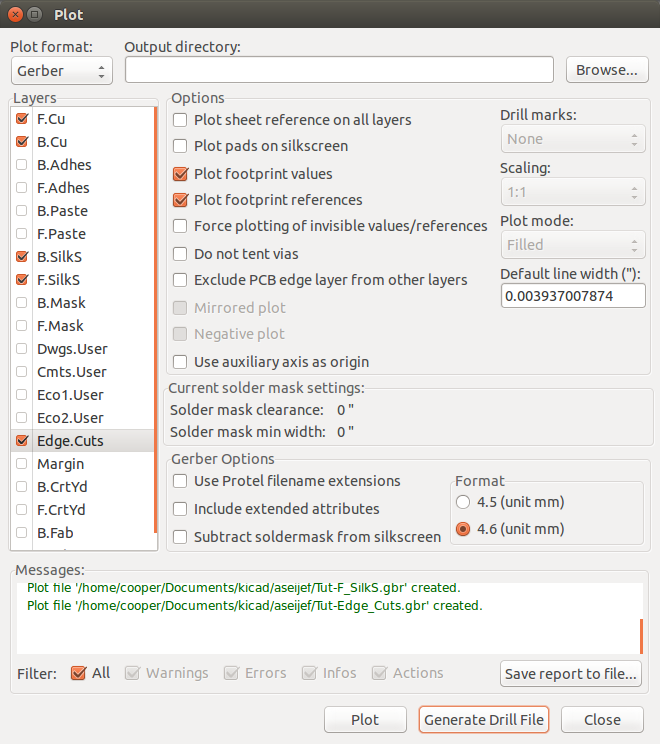 Plot
Plot format:
Output directory:
Gerber
Browse...
Layers
F.Cu
B.Cu
B.Adhes
F.Adhes
B.Paste
F.Paste
B.SilkS
F.SilkS
B.Mask
F.Mask
Dwgs.User
Cmts.User
Eco1.User
Eco2.User
Edge.Cuts
Margin
B.CrtYd
F.CrtYd
B.Fab
Options
Plot sheet reference on all layers
Plot pads on silkscreen
Plot footprint values
Plot footprint references
Force plotting of invisible values/references
Do not tent vias
Exclude PCB edge layer from other layers
Mirrored plot
Negative plot
Use auxiliary axis as origin
Drill marks:
None
Scaling:
1:1
Plot mode:
Filled
Default line width ("):
0.003937007874
Current solder mask settings:
Solder mask clearance: 0 "
Solder mask min width: 0 "
Gerber Options
Use Protel filename extensions
Include extended attributes
Subtract soldermask from silkscreen
Format
4.5 (unit mm)
4.6 (unit mm)
Messages:
Plot file '/home/cooper/Documents/kicad/aseijef/Tut-F_SilkS.gbr' created.
Plot file '/home/cooper/Documents/kicad/aseijef/Tut-Edge_Cuts.gbr' created.
Filter: All Warnings Errors Infos Actions
Save report to file...
Plot
Generate Drill File
Close